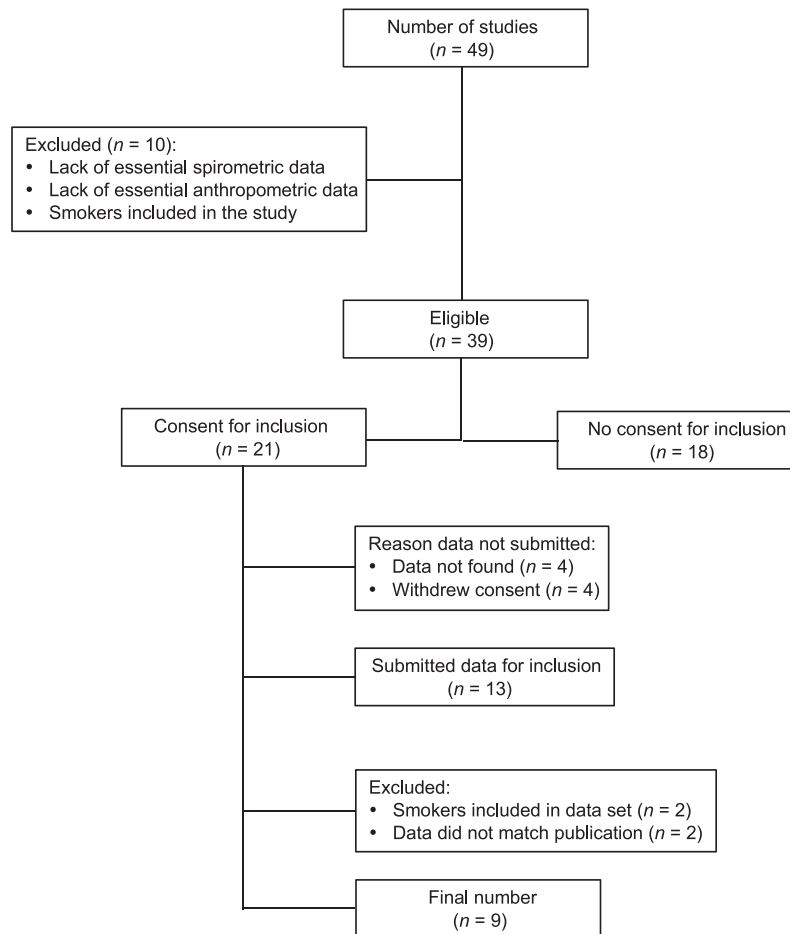 Number of studies
(n = 49)
Excluded (n = 10):
• Lack of essential spirometric data
• Lack of essential anthropometric data
• Smokers included in the study
Eligible
(n = 39)
Consent for inclusion
(n = 21)
No consent for inclusion
(n = 18)
Reason data not submitted:
• Data not found (n = 4)
• Withdrew consent (n = 4)
Submitted data for inclusion
(n = 13)
Excluded:
• Smokers included in data set (n = 2)
• Data did not match publication (n = 2)
Final number
(n = 9)